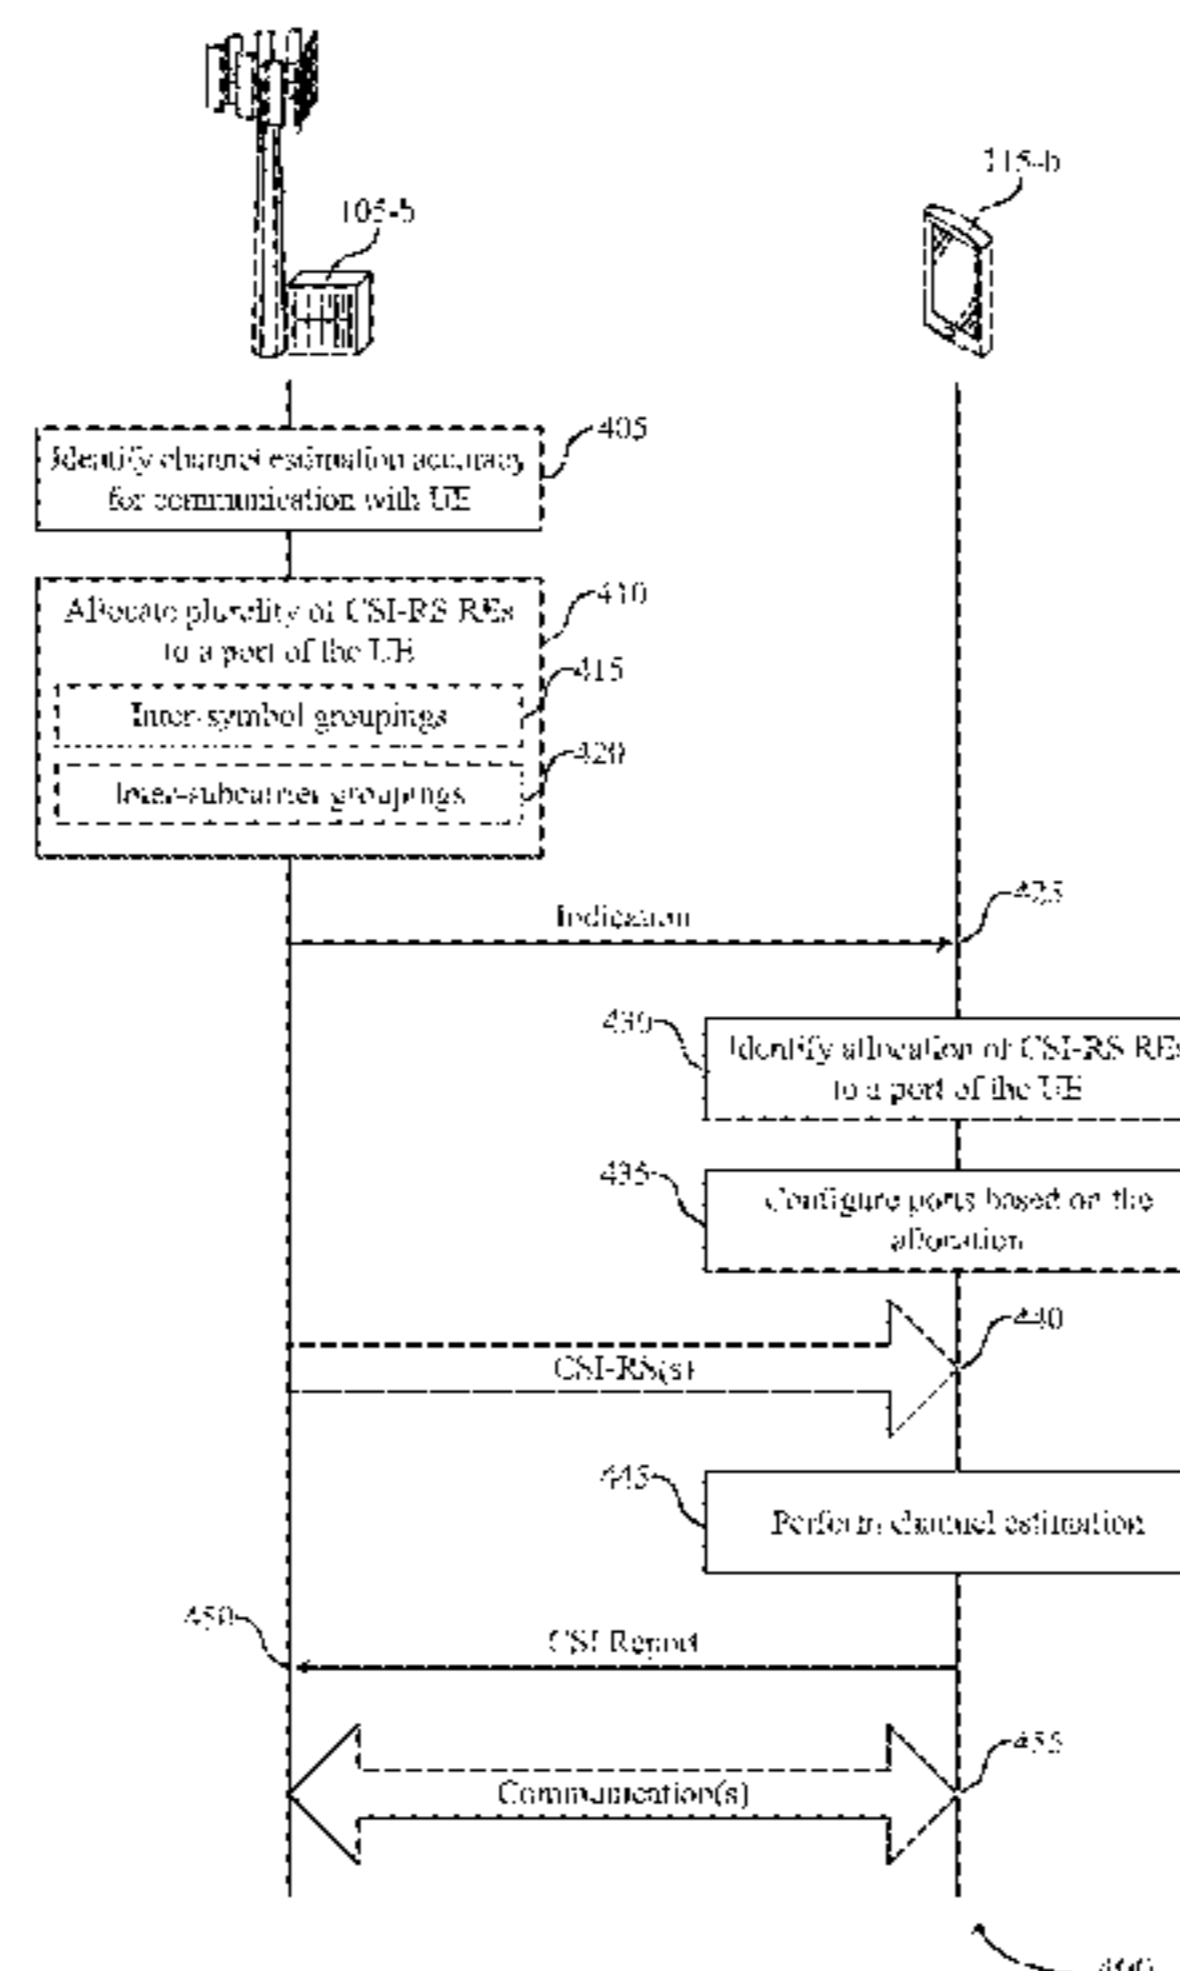 115-b
105-b
405
Identify channel estimation accuracy
for communication with UE
410
Allocate plurality of CSI-RS REs
to a port of the UE
415
Inter-symbol groupings
420
Inter-subcarrier groupings
425
Indication
430
Identify allocation of CSI-RS REs
to a port of the UE
435
Configure ports based on the
allocation
440
CSI-RS(s)
445
Perform channel estimation
450
CSI Report
455
Communication(s)
400